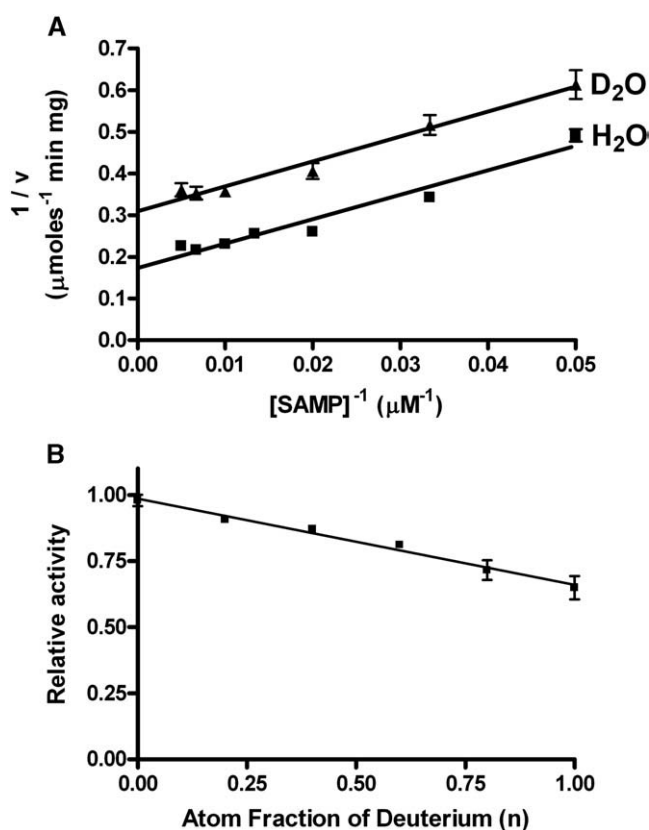 A
0.7
0.6
0.5
0.4
0.3
0.2
0.1
0.0
1 / v
(μmoles⁻¹ min mg)
D₂O
H₂O
0.00 0.01 0.02 0.03 0.04 0.05
[SAMP]⁻¹ (μM⁻¹)
B
1.00
0.75
0.50
0.25
0.00
Relative activity
0.00 0.25 0.50 0.75 1.00
Atom Fraction of Deuterium (n)